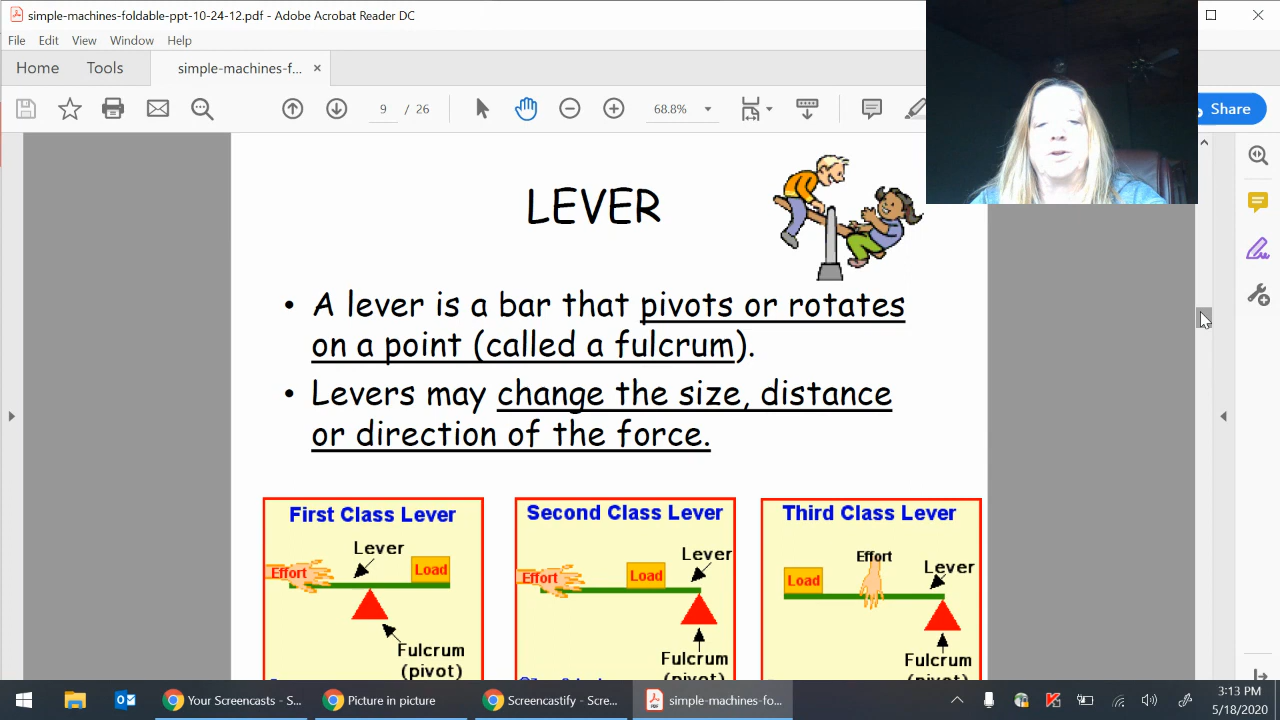 simple-machines-foldable-ppt-10-24-12.pdf - Adobe Acrobat Reader DC
File Edit View Window Help
Home Tools simple-machines-f... ×
9 / 26 68.8% Share
LEVER
• A lever is a bar that pivots or rotates
on a point (called a fulcrum).
• Levers may change the size, distance
or direction of the force.
First Class Lever
Lever
Effort
Load
Fulcrum
(pivot)
Second Class Lever
Lever
Effort
Load
Fulcrum
(pivot)
Third Class Lever
Effort
Lever
Load
Fulcrum
Your Screencasts - S...
Picture in picture
Screencastify - Scre...
simple-machines-fo...
3:13 PM
5/18/2020